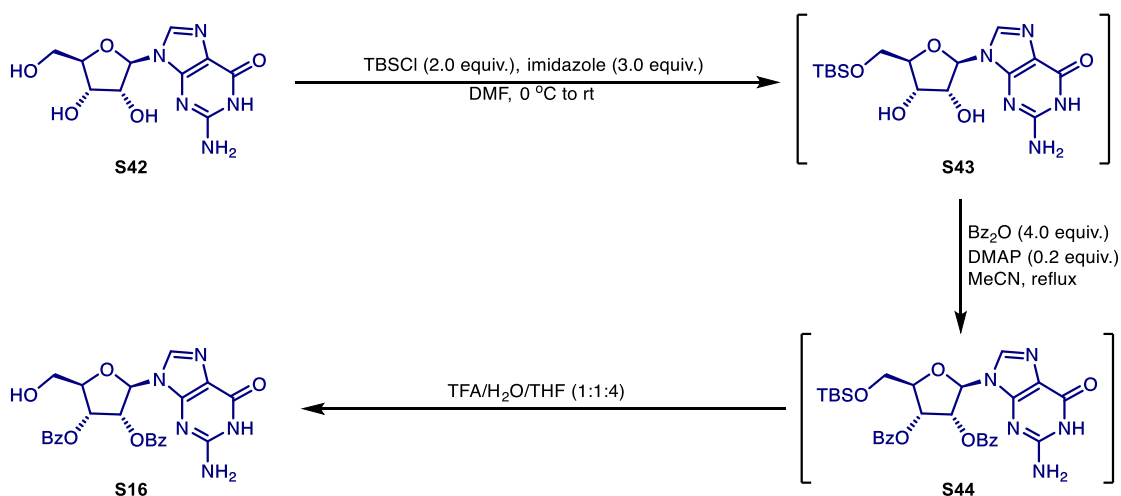 HO
O
N
N
O
N
NH
NH2
HO
OH
S42
TBSCl (2.0 equiv.), imidazole (3.0 equiv.)
DMF, 0 °C to rt
TBSO
O
N
N
O
N
NH
NH2
HO
OH
S43
Bz2O (4.0 equiv.)
DMAP (0.2 equiv.)
MeCN, reflux
TBSO
O
N
N
O
N
NH
NH2
BzO
OBz
S44
TFA/H2O/THF (1:1:4)
HO
O
N
N
O
N
NH
NH2
BzO
OBz
S16